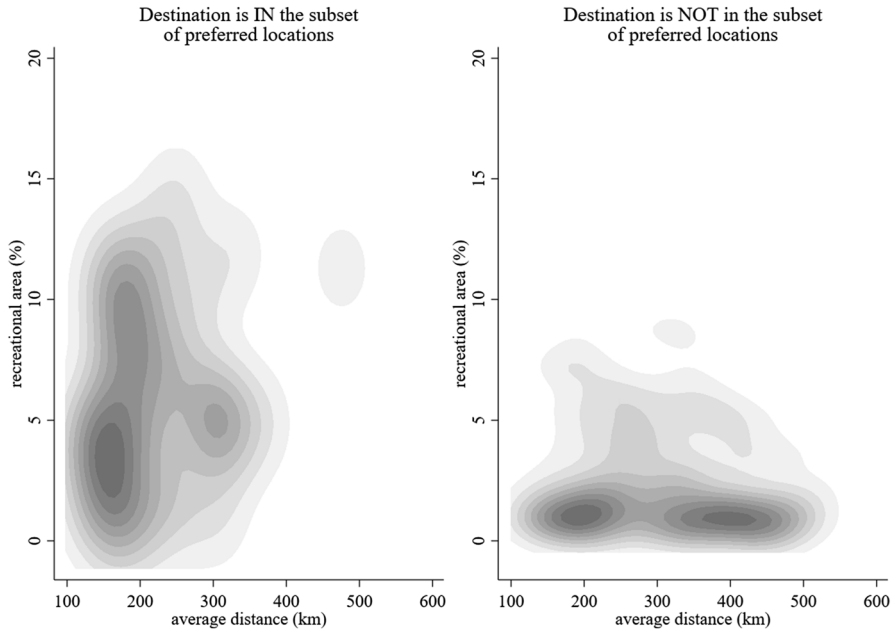 Destination is IN the subset
of preferred locations
recreational area (%)
20
15
10
5
0
100 200 300 400 500 600
average distance (km)
Destination is NOT in the subset
of preferred locations
recreational area (%)
20
15
10
5
0
100 200 300 400 500 600
average distance (km)